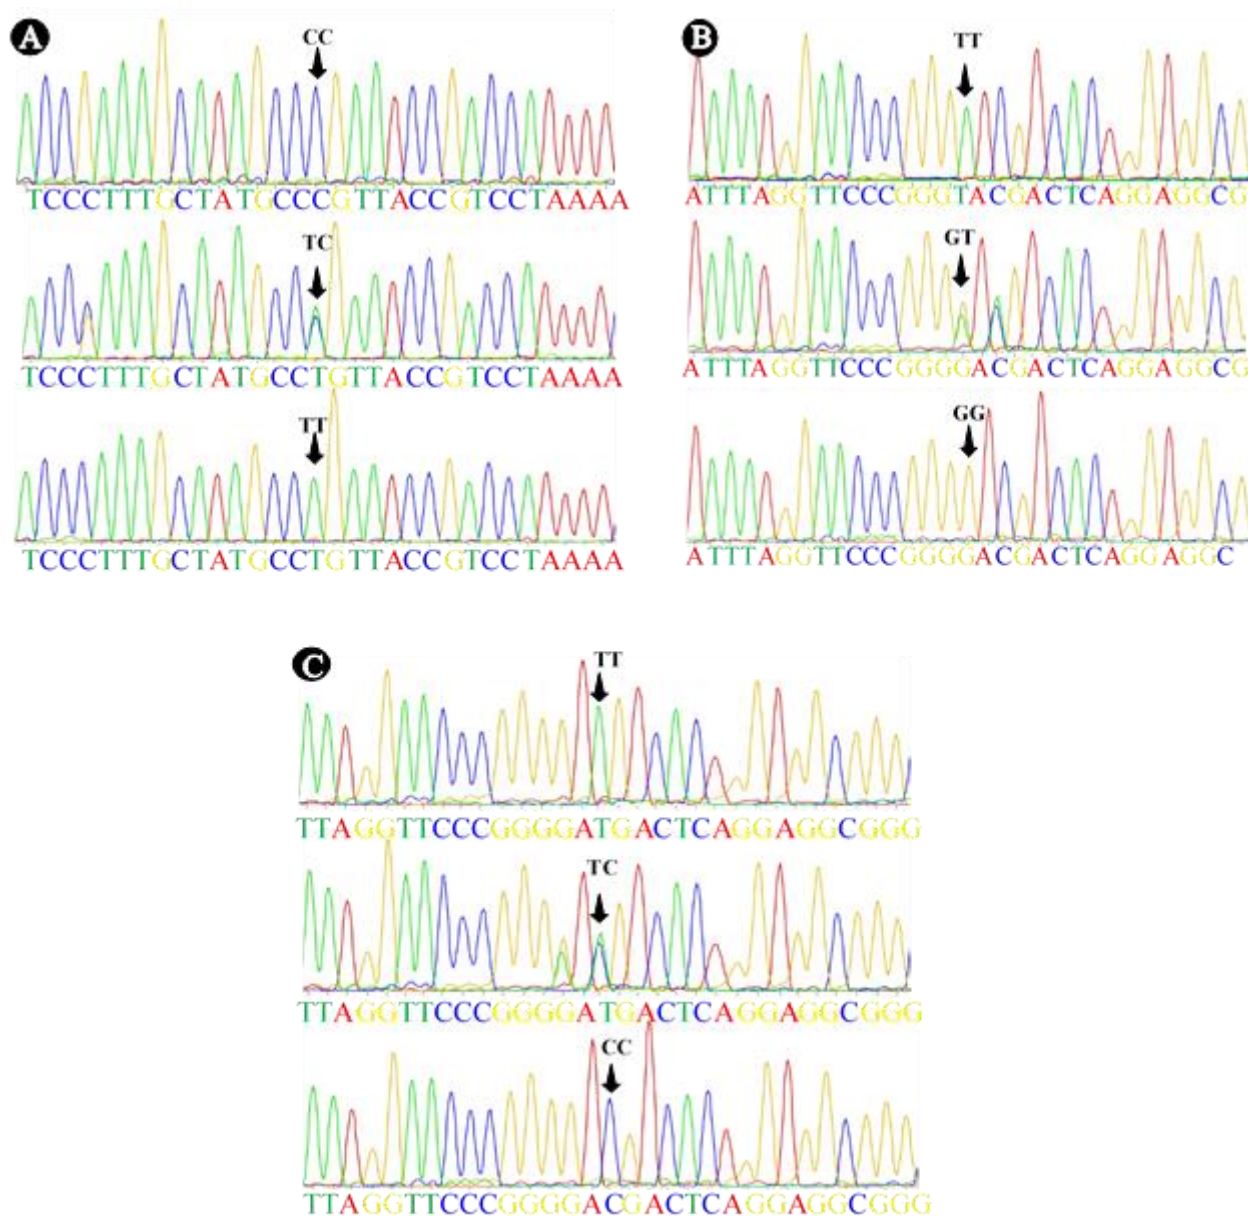 A
CC
TCCCTTTGCTATGCCCGTTACCGTCCTAAAA
TC
TCCCTTTGCTATGCCTGTTACCGTCCTAAAA
TT
TCCCTTTGCTATGCCTGTTACCGTCCTAAAA
B
TT
ATTTAGGTTCCCGGGTACGACTCAGGAGGCG
GT
ATTTAGGTTCCCGGGGACGACTCAGGAGGCG
GG
ATTTAGGTTCCCGGGGACGACTCAGGAGGC
C
TT
TTAGGTTCCCGGGGATGACTCAGGAGGCGGG
TC
TTAGGTTCCCGGGGATGACTCAGGAGGCGGG
CC
TTAGGTTCCCGGGGACGACTCAGGAGGCGGG